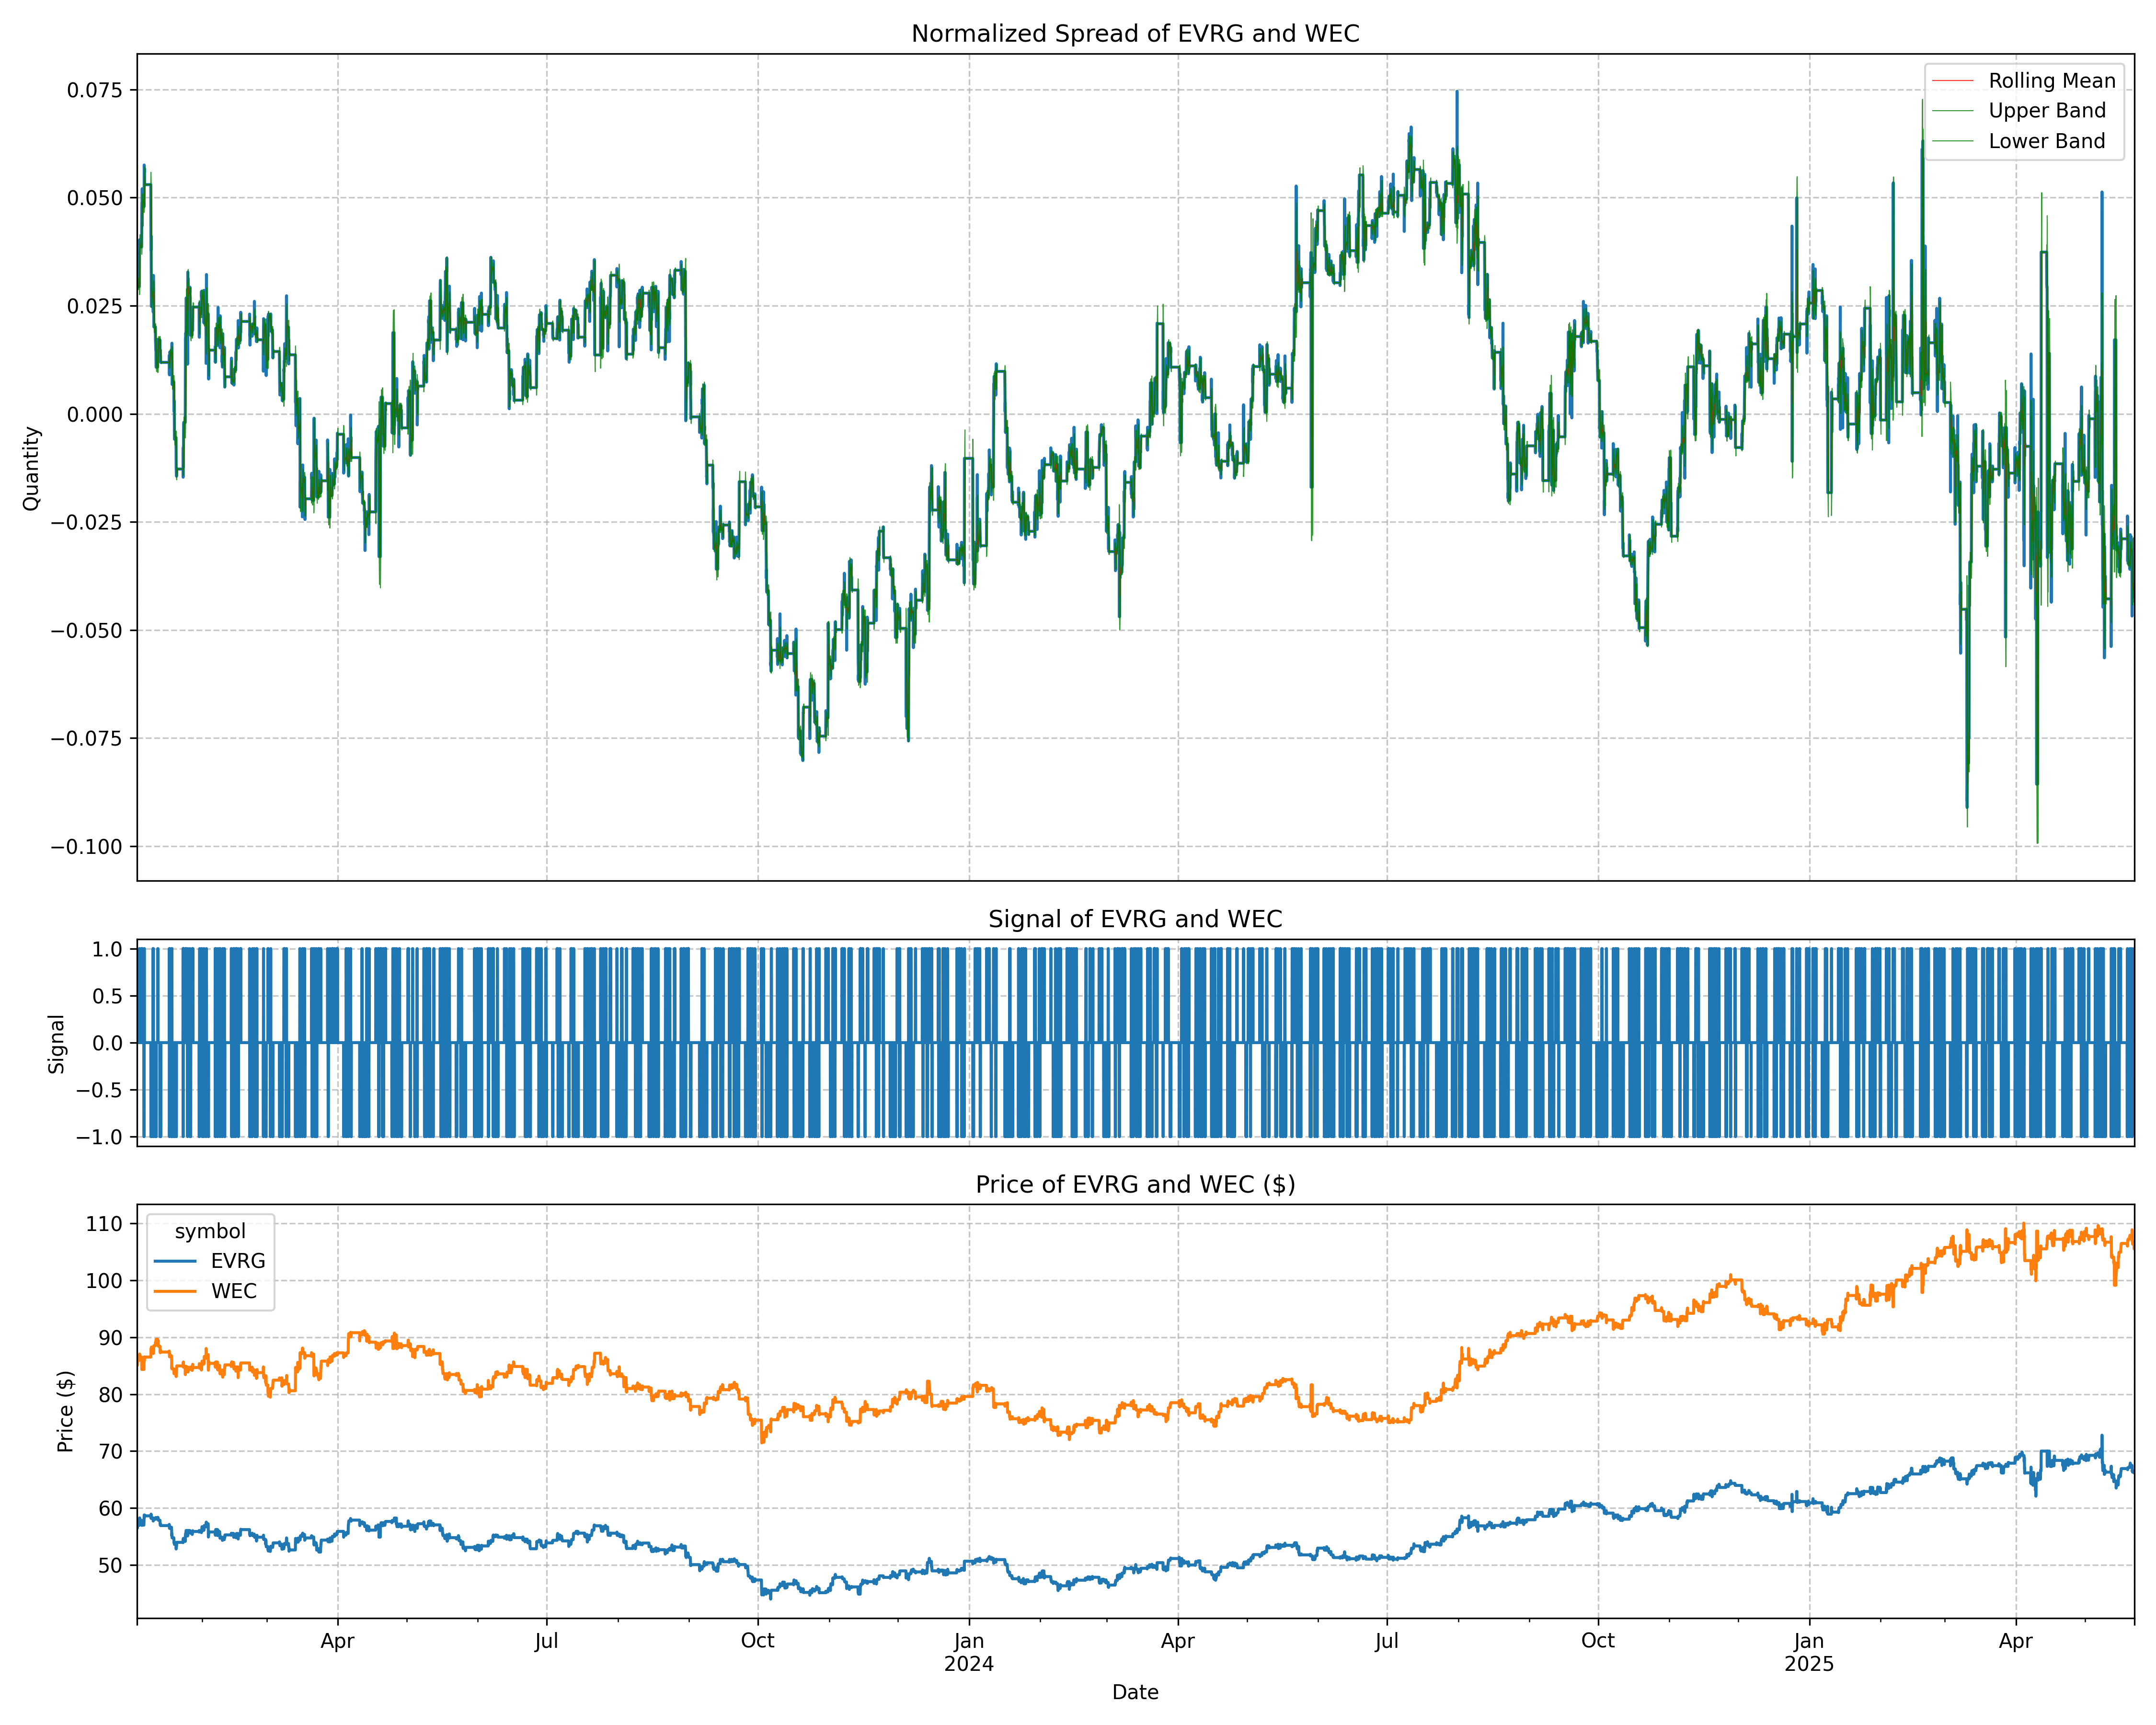 Normalized Spread of EVRG and WEC
Rolling Mean
Upper Band
Lower Band
0.075
0.050
0.025
0.000
−0.025
−0.050
−0.075
−0.100
Quantity
Signal of EVRG and WEC
1.0
0.5
0.0
−0.5
−1.0
Signal
Price of EVRG and WEC ($)
symbol
EVRG
WEC
110
100
90
80
70
60
50
Price ($)
Apr Jul Oct Jan Apr Jul Oct Jan Apr
2024 2025
Date